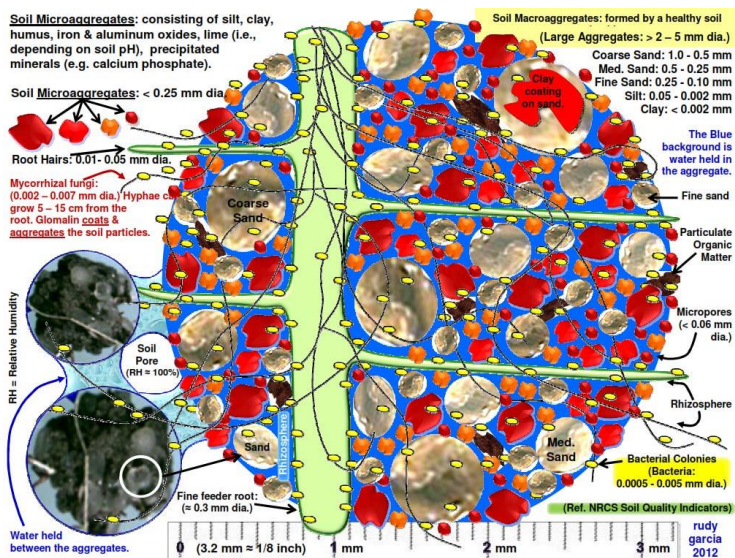 Soil Microaggregates: consisting of silt, clay,
humus, iron & aluminum oxides, lime (i.e.,
depending on soil pH), precipitated
minerals (e.g. calcium phosphate).
Soil Microaggregates: < 0.25 mm dia.
Root Hairs: 0.01- 0.05 mm dia.
Mycorrhizal fungi:
(0.002 – 0.007 mm dia.) Hyphae ca
grow 5 – 15 cm from the
root. Glomalin coats &
aggregates the soil particles.
Soil Macroaggregates: formed by a healthy soil
(Large Aggregates: > 2 – 5 mm dia.)
Coarse Sand: 1.0 - 0.5 mm
Med. Sand: 0.5 - 0.25 mm
Fine Sand: 0.25 - 0.10 mm
Silt: 0.05 - 0.002 mm
Clay: < 0.002 mm
Clay
coating
on sand.
The Blue
background is
water held in
the aggregate.
Coarse
Sand
Fine sand
Particulate
Organic
Matter
Micropores
(< 0.06 mm
dia.)
RH = Relative Humidity
Soil
Pore
(RH ≈ 100%)
Rhizosphere
Rhizosphere
Sand
Med.
Sand
Bacterial Colonies
(Bacteria:
0.0005 - 0.005 mm dia.)
Fine feeder root:
(≈ 0.3 mm dia.)
(Ref. NRCS Soil Quality Indicators)
Water held
between the aggregates.
0 (3.2 mm ≈ 1/8 inch) 1 mm 2 mm 3 mm
rudy
garcia
2012